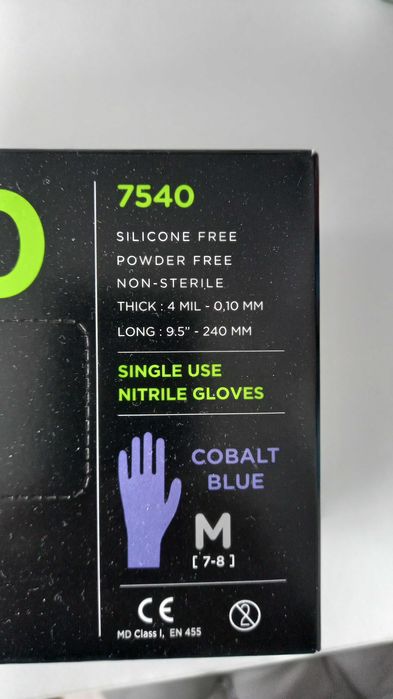 7540
SILICONE FREE
POWDER FREE
NON-STERILE
THICK : 4 MIL - 0,10 MM
LONG : 9.5" - 240 MM
SINGLE USE
NITRILE GLOVES
COBALT
BLUE
M
[ 7-8 ]
CE
2
MD Class I, EN 455